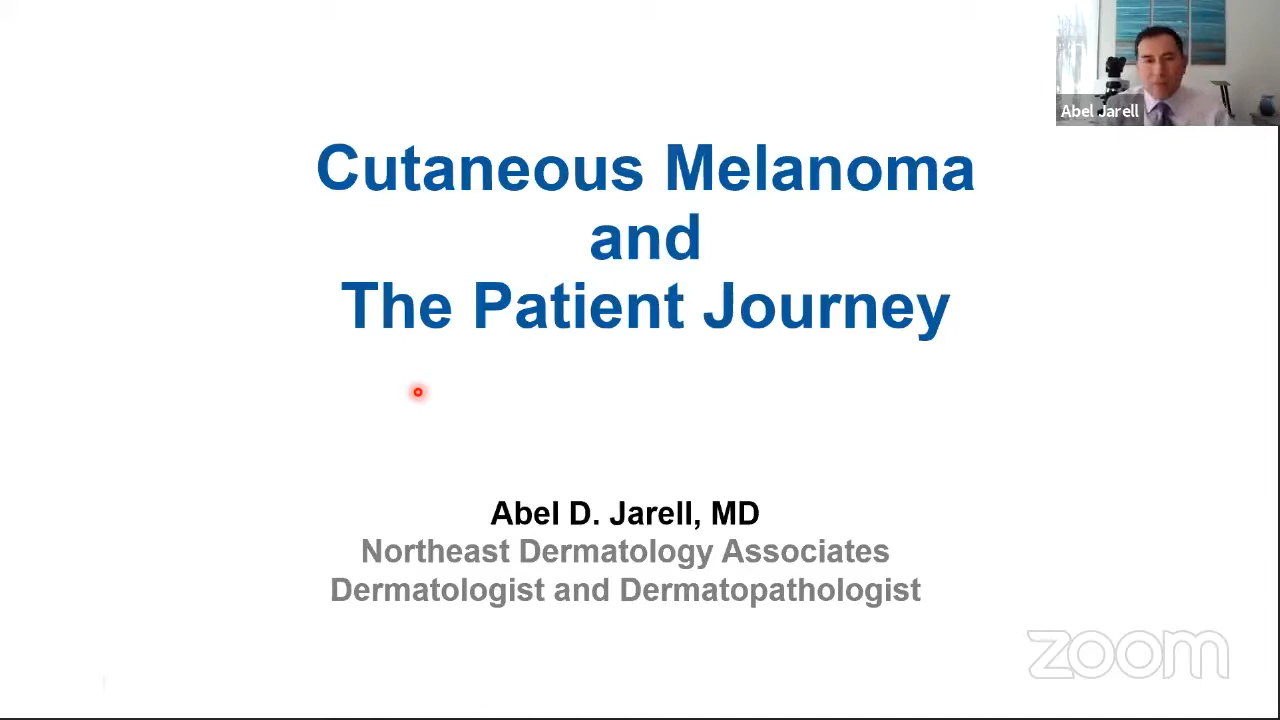 Abel Jarell
Cutaneous Melanoma
and
The Patient Journey
Abel D. Jarell, MD
Northeast Dermatology Associates
Dermatologist and Dermatopathologist
zoom